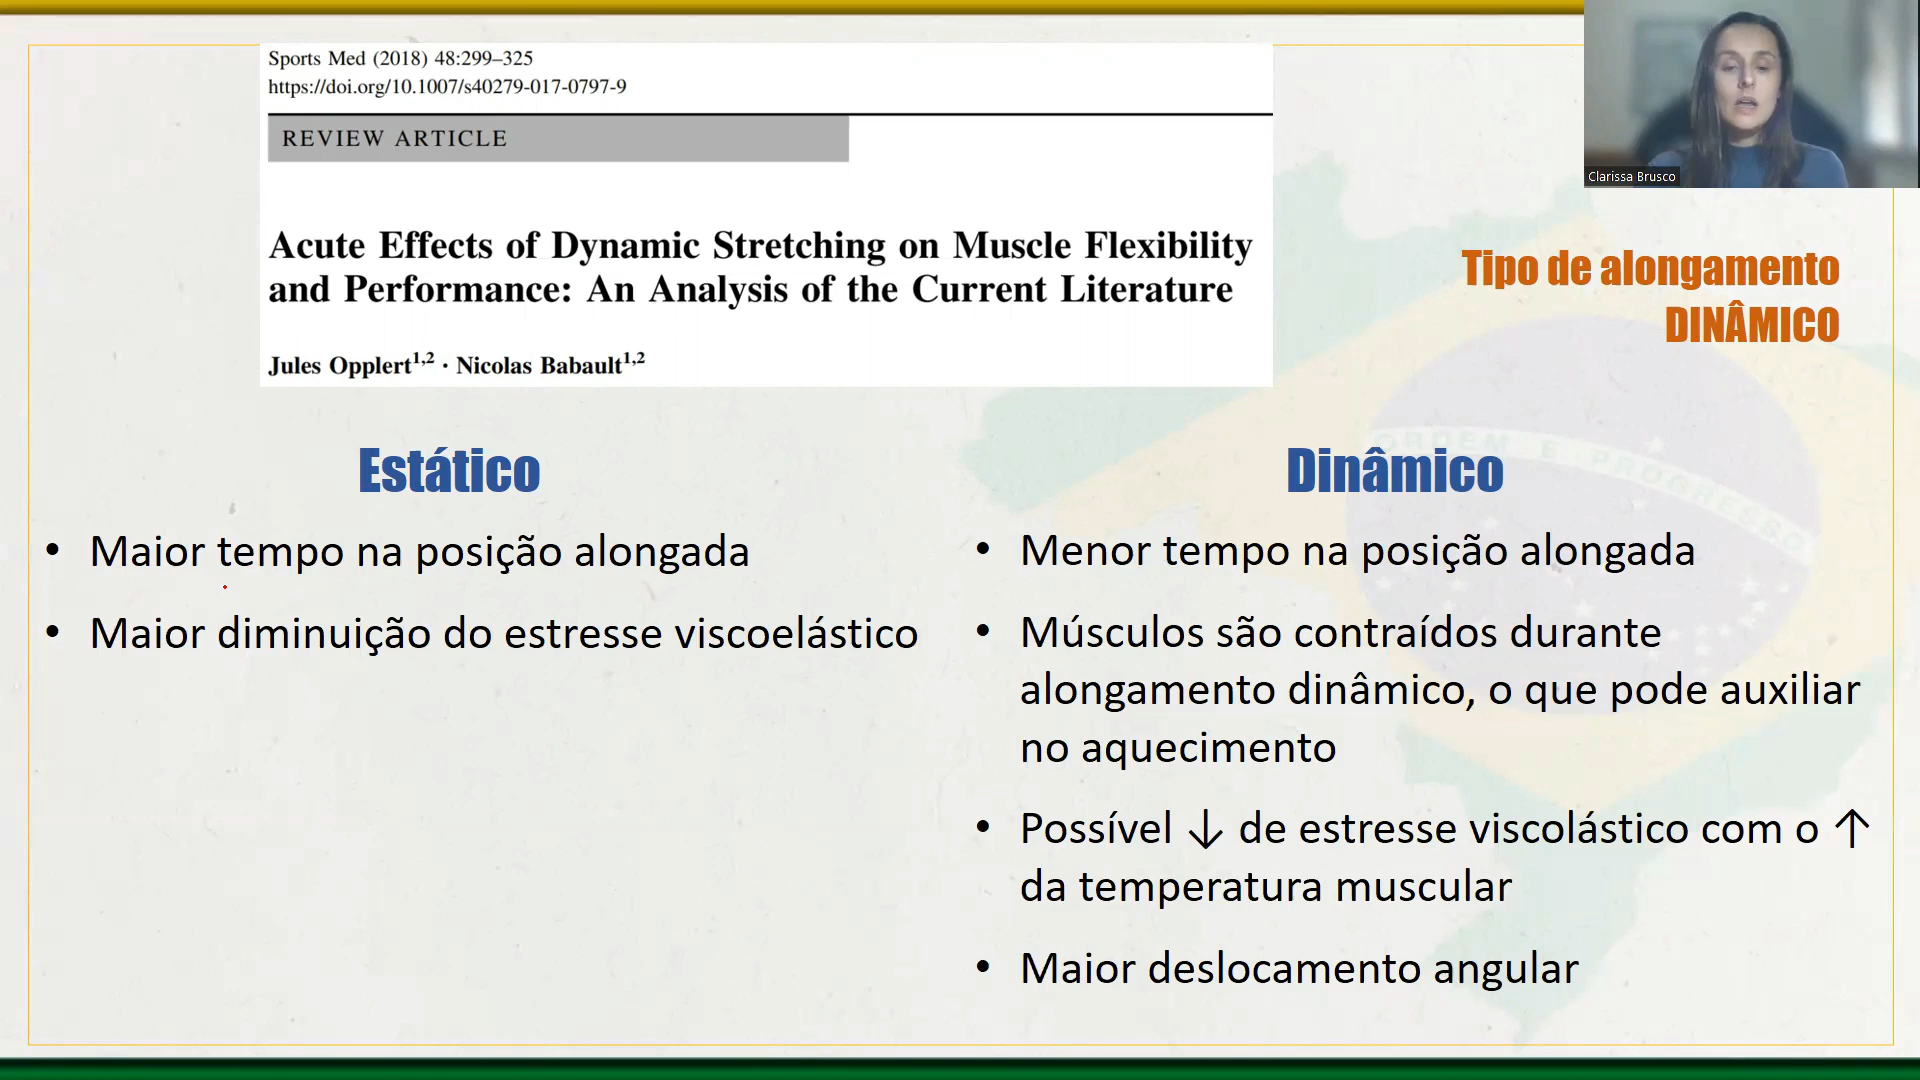 Sports Med (2018) 48:299–325
https://doi.org/10.1007/s40279-017-0797-9
REVIEW ARTICLE
Acute Effects of Dynamic Stretching on Muscle Flexibility
and Performance: An Analysis of the Current Literature
Jules Opplert1,2 · Nicolas Babault1,2
Clarissa Brusco
Tipo de alongamento
DINÂMICO
Estático
• Maior tempo na posição alongada
• Maior diminuição do estresse viscoelástico
Dinâmico
• Menor tempo na posição alongada
• Músculos são contraídos durante
alongamento dinâmico, o que pode auxiliar
no aquecimento
• Possível ↓ de estresse viscolástico com o ↑
da temperatura muscular
• Maior deslocamento angular
ORDEM E PROGRESSO